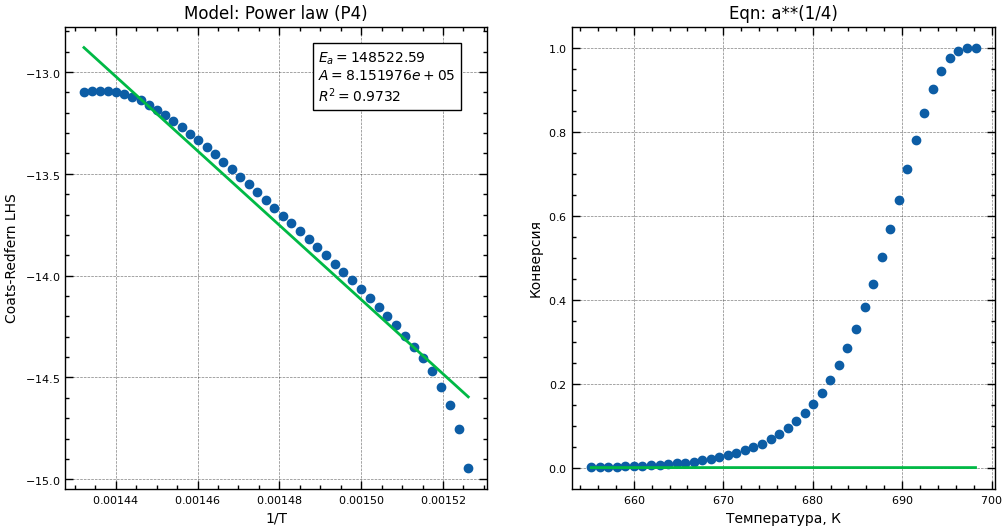 Model: Power law (P4)
E_a = 148522.59
A = 8.151976e + 05
R^2 = 0.9732
Coats-Redfern LHS
−13.0
−13.5
−14.0
−14.5
−15.0
0.00144
0.00146
0.00148
0.00150
0.00152
1/T
Eqn: a**(1/4)
Конверсия
1.0
0.8
0.6
0.4
0.2
0.0
660
670
680
690
700
Температура, К